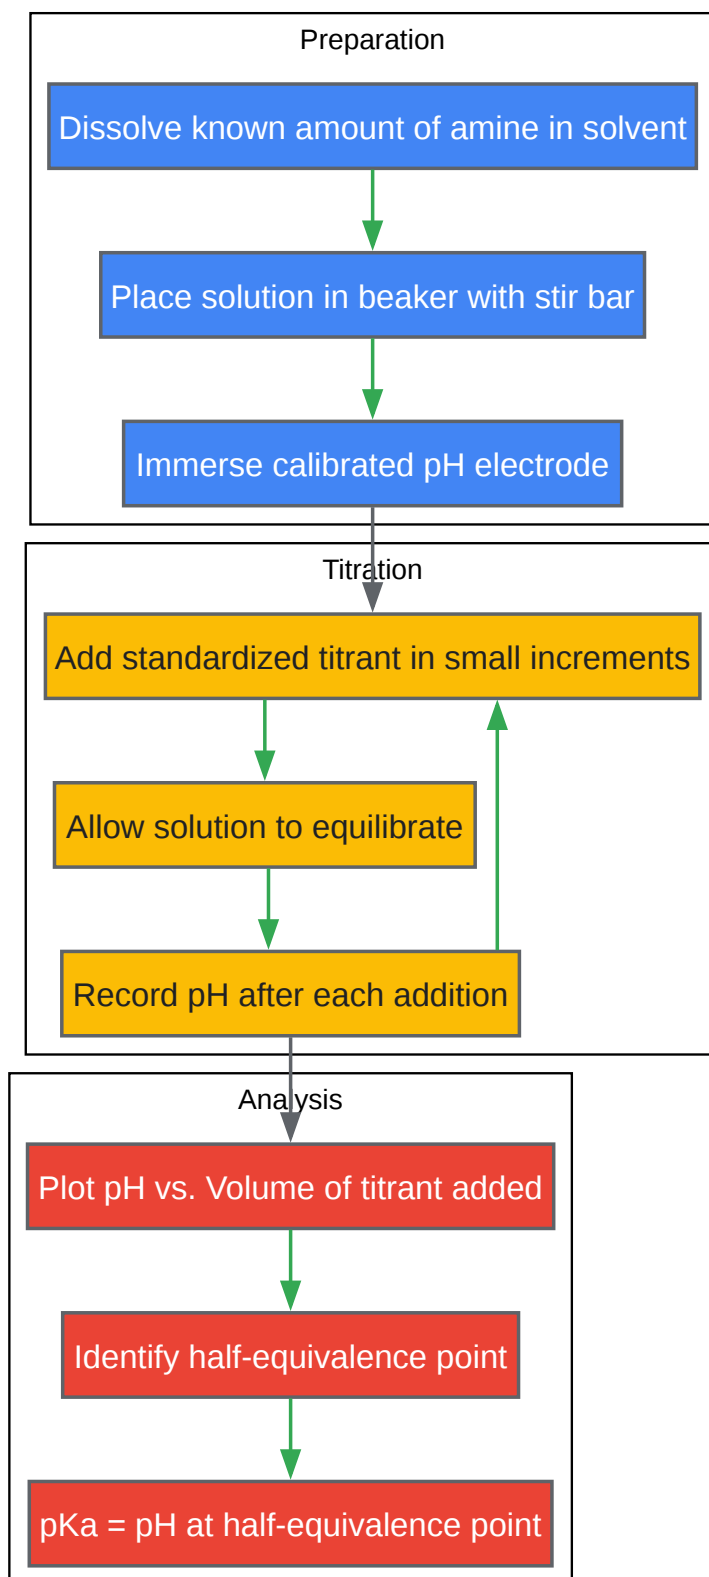 Preparation
Dissolve known amount of amine in solvent
Place solution in beaker with stir bar
Immerse calibrated pH electrode
Titration
Add standardized titrant in small increments
Allow solution to equilibrate
Record pH after each addition
Analysis
Plot pH vs. Volume of titrant added
Identify half-equivalence point
pKa = pH at half-equivalence point